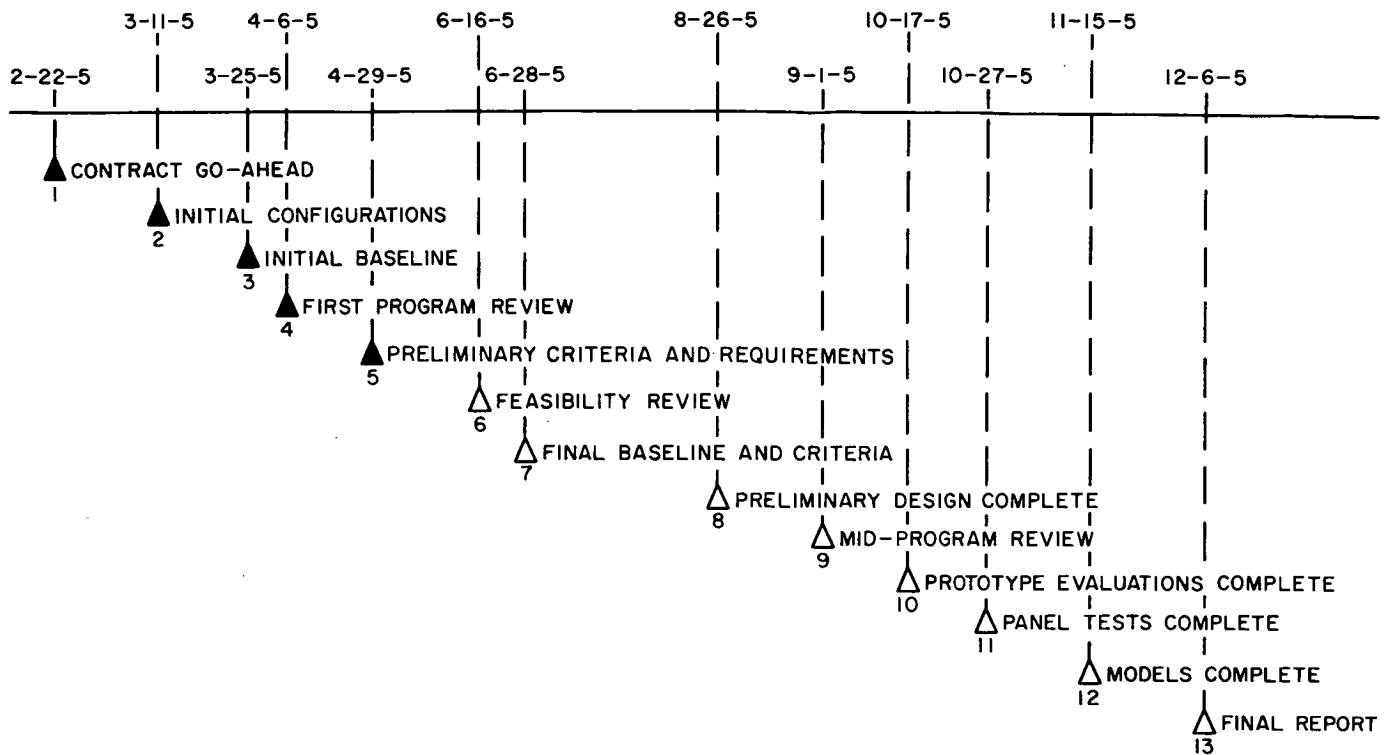 3-11-5 4-6-5 6-16-5 8-26-5 10-17-5 11-15-5
2-22-5 3-25-5 4-29-5 6-28-5 9-1-5 10-27-5 12-6-5
CONTRACT GO-AHEAD
1
INITIAL CONFIGURATIONS
2
INITIAL BASELINE
3
FIRST PROGRAM REVIEW
4
PRELIMINARY CRITERIA AND REQUIREMENTS
5
FEASIBILITY REVIEW
6
FINAL BASELINE AND CRITERIA
7
PRELIMINARY DESIGN COMPLETE
8
MID-PROGRAM REVIEW
9
PROTOTYPE EVALUATIONS COMPLETE
10
PANEL TESTS COMPLETE
11
MODELS COMPLETE
12
FINAL REPORT
13